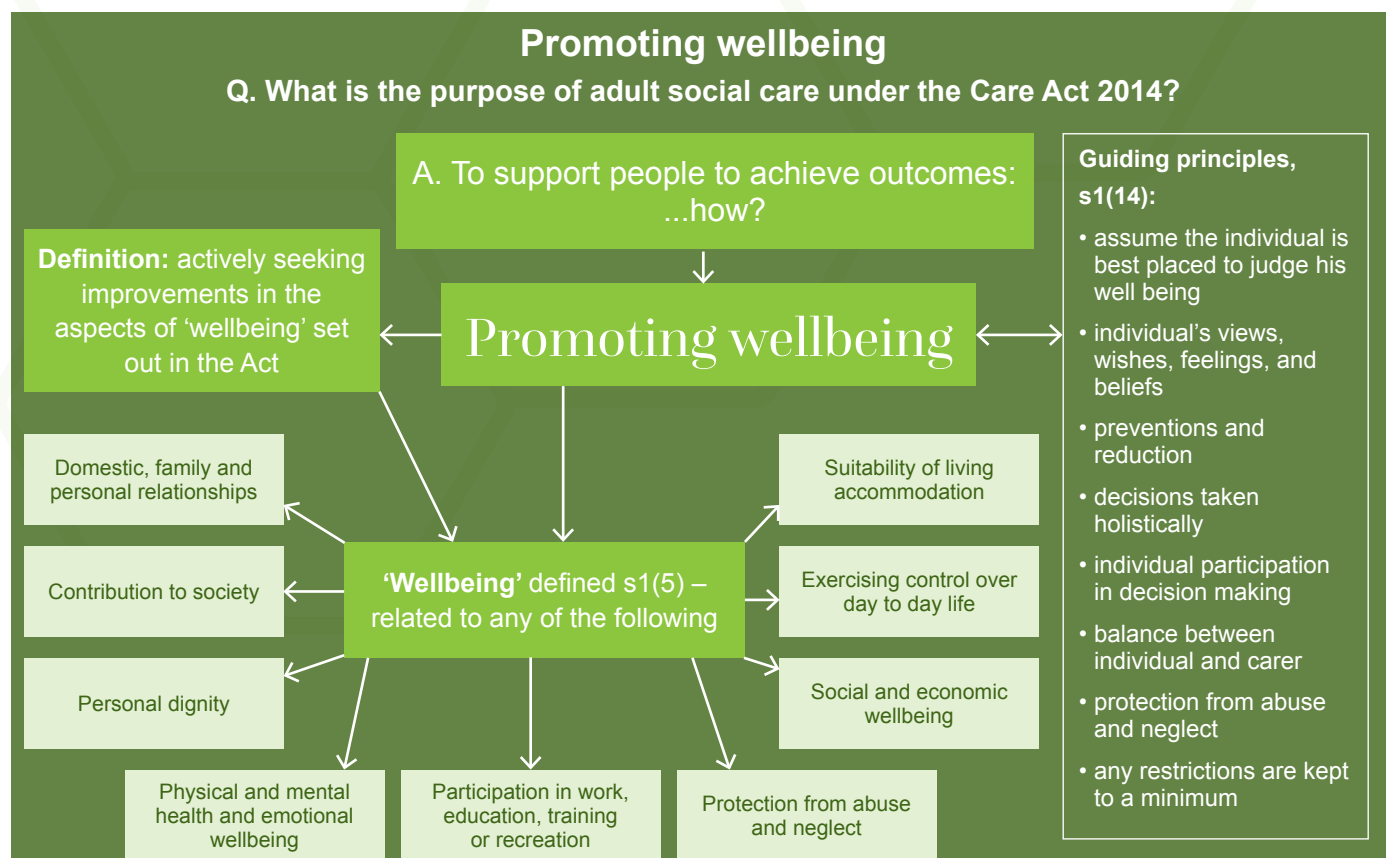 Promoting wellbeing
Q. What is the purpose of adult social care under the Care Act 2014?
A. To support people to achieve outcomes:
...how?
Definition: actively seeking
improvements in the
aspects of ‘wellbeing’ set
out in the Act
Promoting wellbeing
Guiding principles,
s1(14):
• assume the individual is
best placed to judge his
well being
• individual’s views,
wishes, feelings, and
beliefs
• preventions and
reduction
• decisions taken
holistically
• individual participation
in decision making
• balance between
individual and carer
• protection from abuse
and neglect
• any restrictions are kept
to a minimum
Domestic, family and
personal relationships
Contribution to society
Personal dignity
‘Wellbeing’ defined s1(5) –
related to any of the following
Suitability of living
accommodation
Exercising control over
day to day life
Social and economic
wellbeing
Physical and mental
health and emotional
wellbeing
Participation in work,
education, training
or recreation
Protection from abuse
and neglect